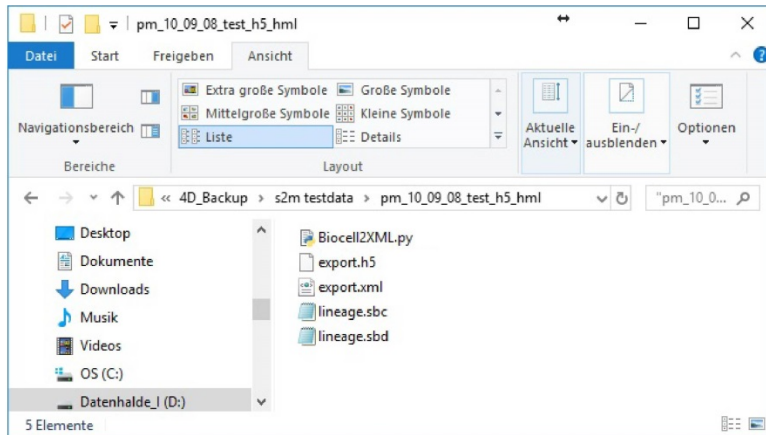 pm_10_09_08_test_h5_hml
Datei Start Freigeben Ansicht
Extra große Symbole Große Symbole
Mittelgroße Symbole Kleine Symbole
Liste Details
Navigationsbereich
Aktuelle Ansicht
Ein-/ ausblenden
Optionen
Bereiche Layout
« 4D_Backup > s2m testdata > pm_10_09_08_test_h5_hml "pm_10_0...
Desktop
Dokumente
Downloads
Musik
Videos
OS (C:)
Datenhalde_I (D:)
Biocell2XML.py
export.h5
export.xml
lineage.sbc
lineage.sbd
5 Elemente